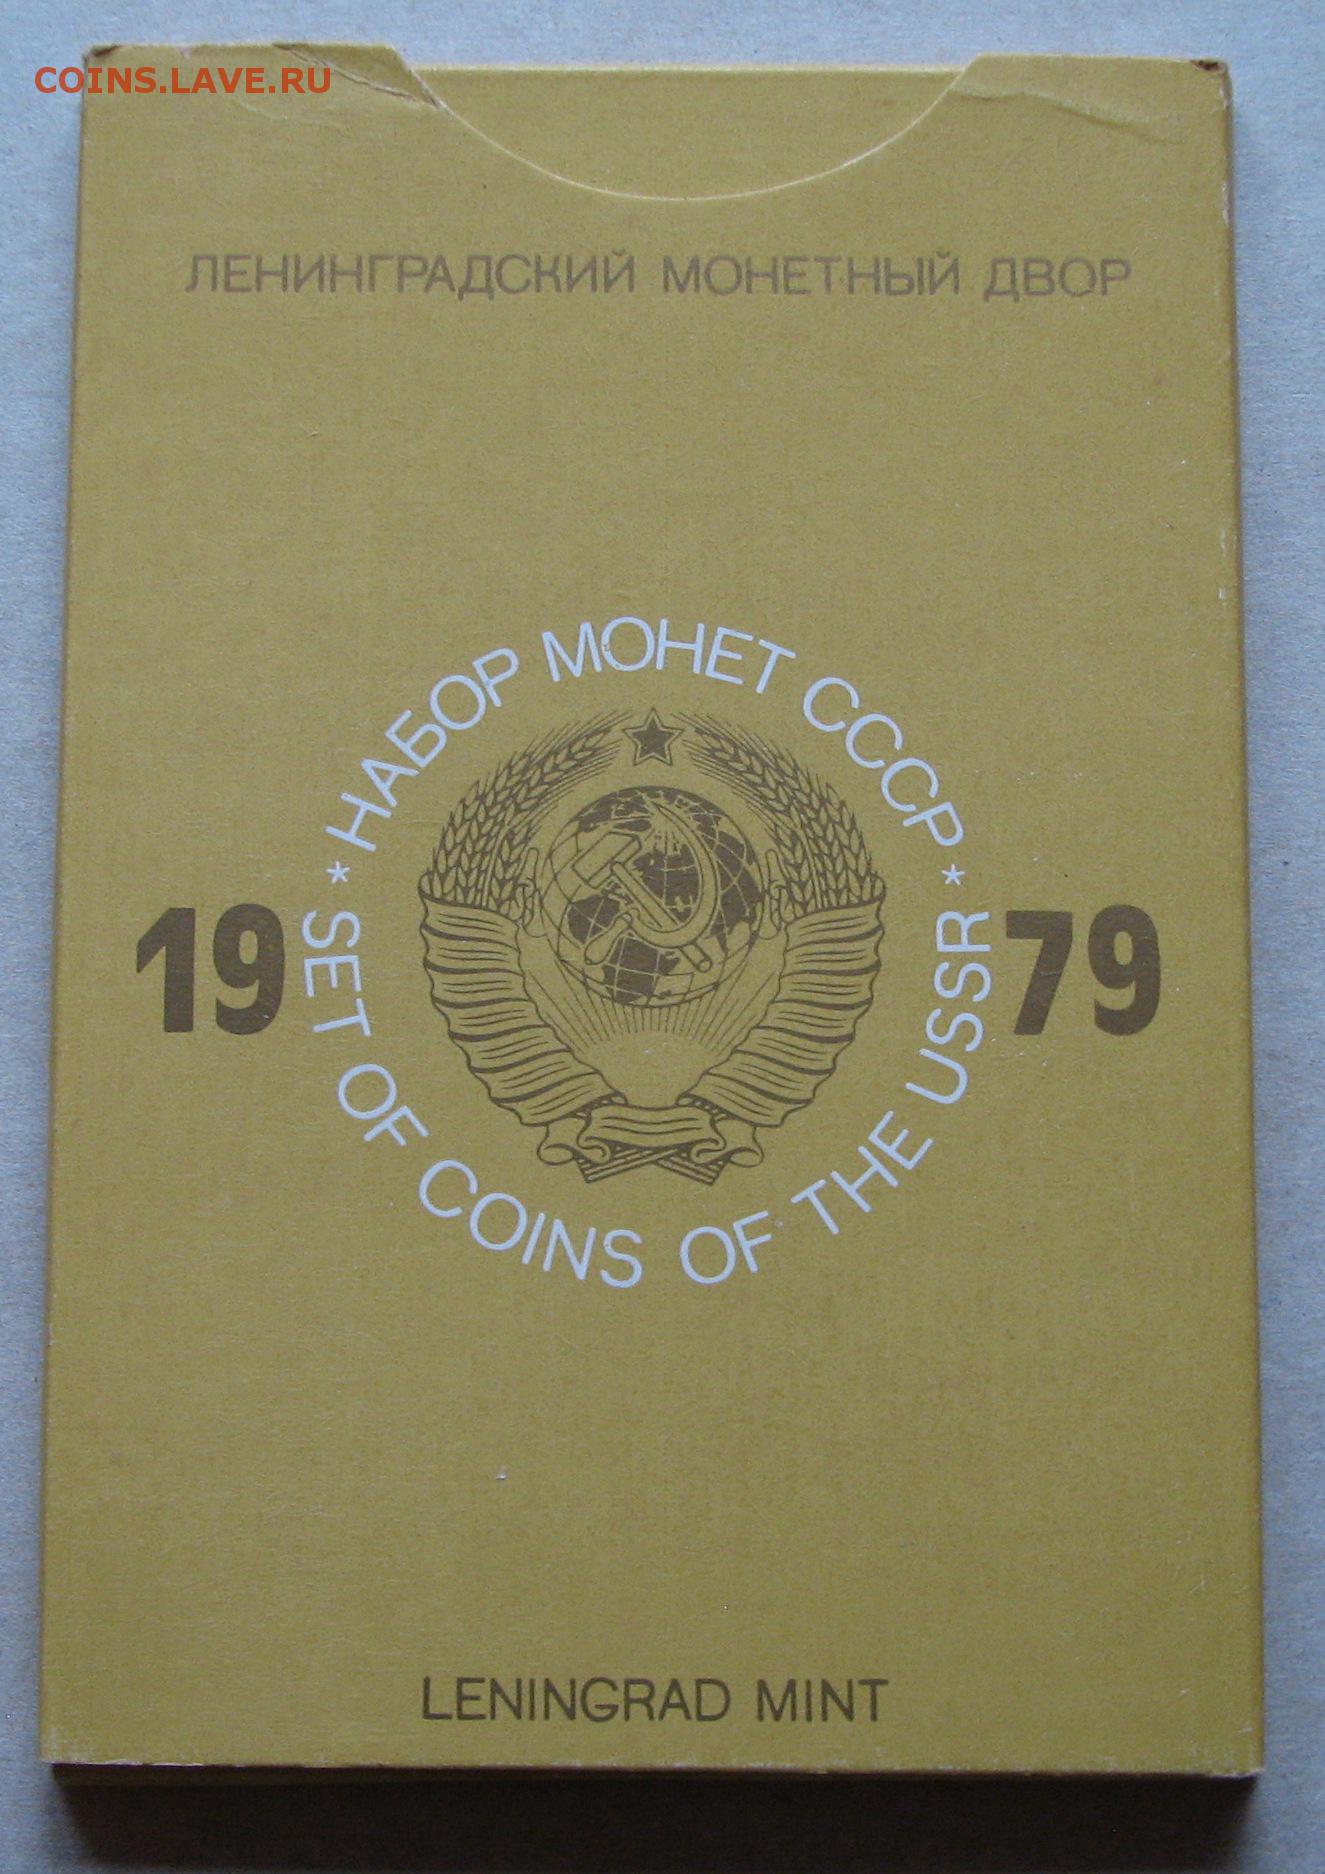 COINS.LAVE.RU
ЛЕНИНГРАДСКИЙ МОНЕТНЫЙ ДВОР
* НАБОР МОНЕТ СССР *
19 79
SET OF COINS OF THE USSR
LENINGRAD MINT